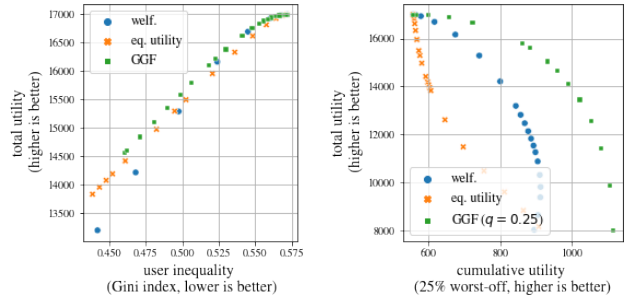 welf.
eq. utility
GGF
total utility
(higher is better)
17000
16500
16000
15500
15000
14500
14000
13500
0.450
0.475
0.500
0.525
0.550
0.575
user inequality
(Gini index, lower is better)
total utility
(higher is better)
16000
14000
12000
10000
8000
welf.
eq. utility
GGF (q = 0.25)
600
800
1000
cumulative utility
(25% worst-off, higher is better)